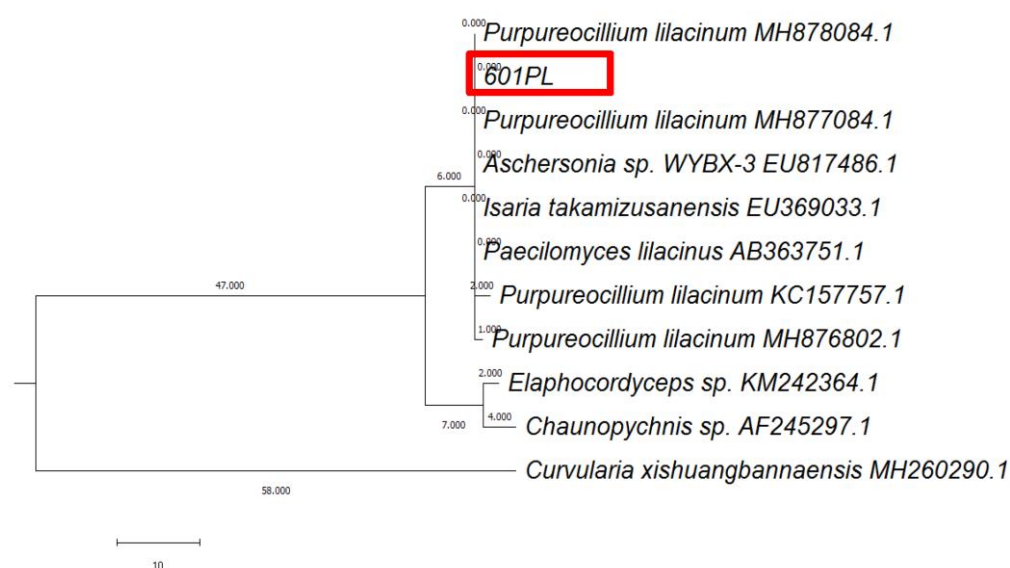 0.000
Purpureocillium lilacinum MH878084.1
0.000
601PL
0.000
Purpureocillium lilacinum MH877084.1
0.000
Aschersonia sp. WYBX-3 EU817486.1
6.000
0.000
Isaria takamizusanensis EU369033.1
0.000
Paecilomyces lilacinus AB363751.1
47.000
2.000
Purpureocillium lilacinum KC157757.1
1.000
Purpureocillium lilacinum MH876802.1
2.000
Elaphocordyceps sp. KM242364.1
7.000
4.000
Chaunopychnis sp. AF245297.1
Curvularia xishuangbannaensis MH260290.1
58.000
10